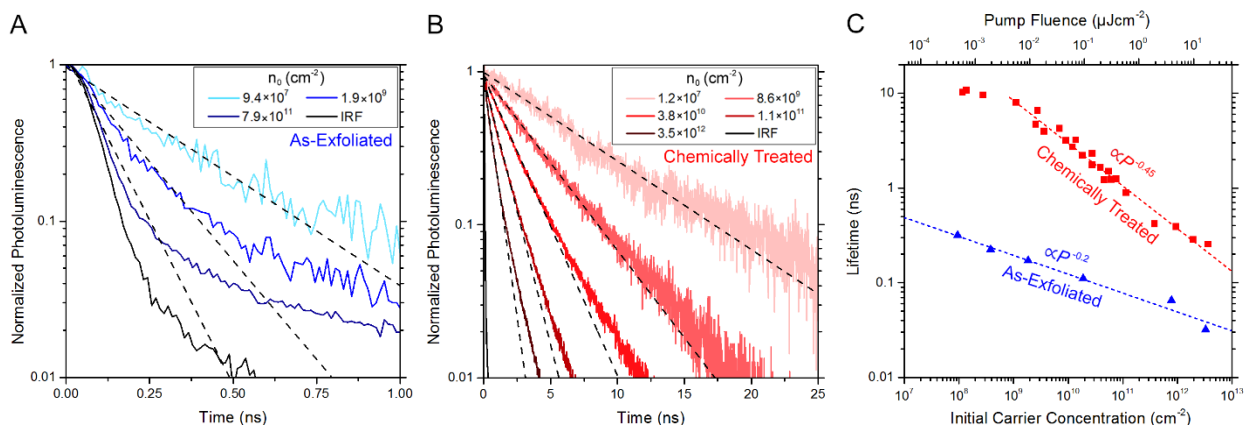 A
n₀ (cm⁻²)
9.4×10⁷ 1.9×10⁹
7.9×10¹¹ IRF
As-Exfoliated
Normalized Photoluminescence
1
0.1
0.01
0.00 0.25 0.50 0.75 1.00
Time (ns)
B
n₀ (cm⁻²)
1.2×10⁷ 8.6×10⁹
3.8×10¹⁰ 1.1×10¹¹
3.5×10¹² IRF
Chemically Treated
Normalized Photoluminescence
1
0.1
0.01
0 5 10 15 20 25
Time (ns)
C
Pump Fluence (μJcm⁻²)
10⁻⁴ 10⁻³ 10⁻² 10⁻¹ 10⁰ 10¹
Lifetime (ns)
10
1
0.1
0.01
∝P⁻⁰·⁴⁵
Chemically Treated
∝P⁻⁰·²
As-Exfoliated
10⁷ 10⁸ 10⁹ 10¹⁰ 10¹¹ 10¹² 10¹³
Initial Carrier Concentration (cm⁻²)